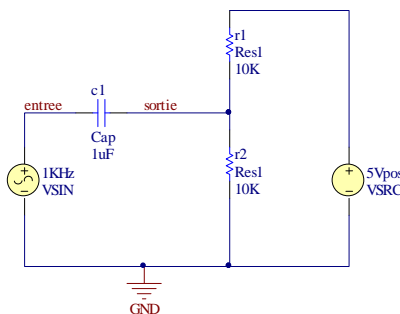 r1
Res1
10K
c1
entree
sortie
Cap
1uF
r2
Res1
10K
1KHz
VSIN
5Vpos
VSRC
GND